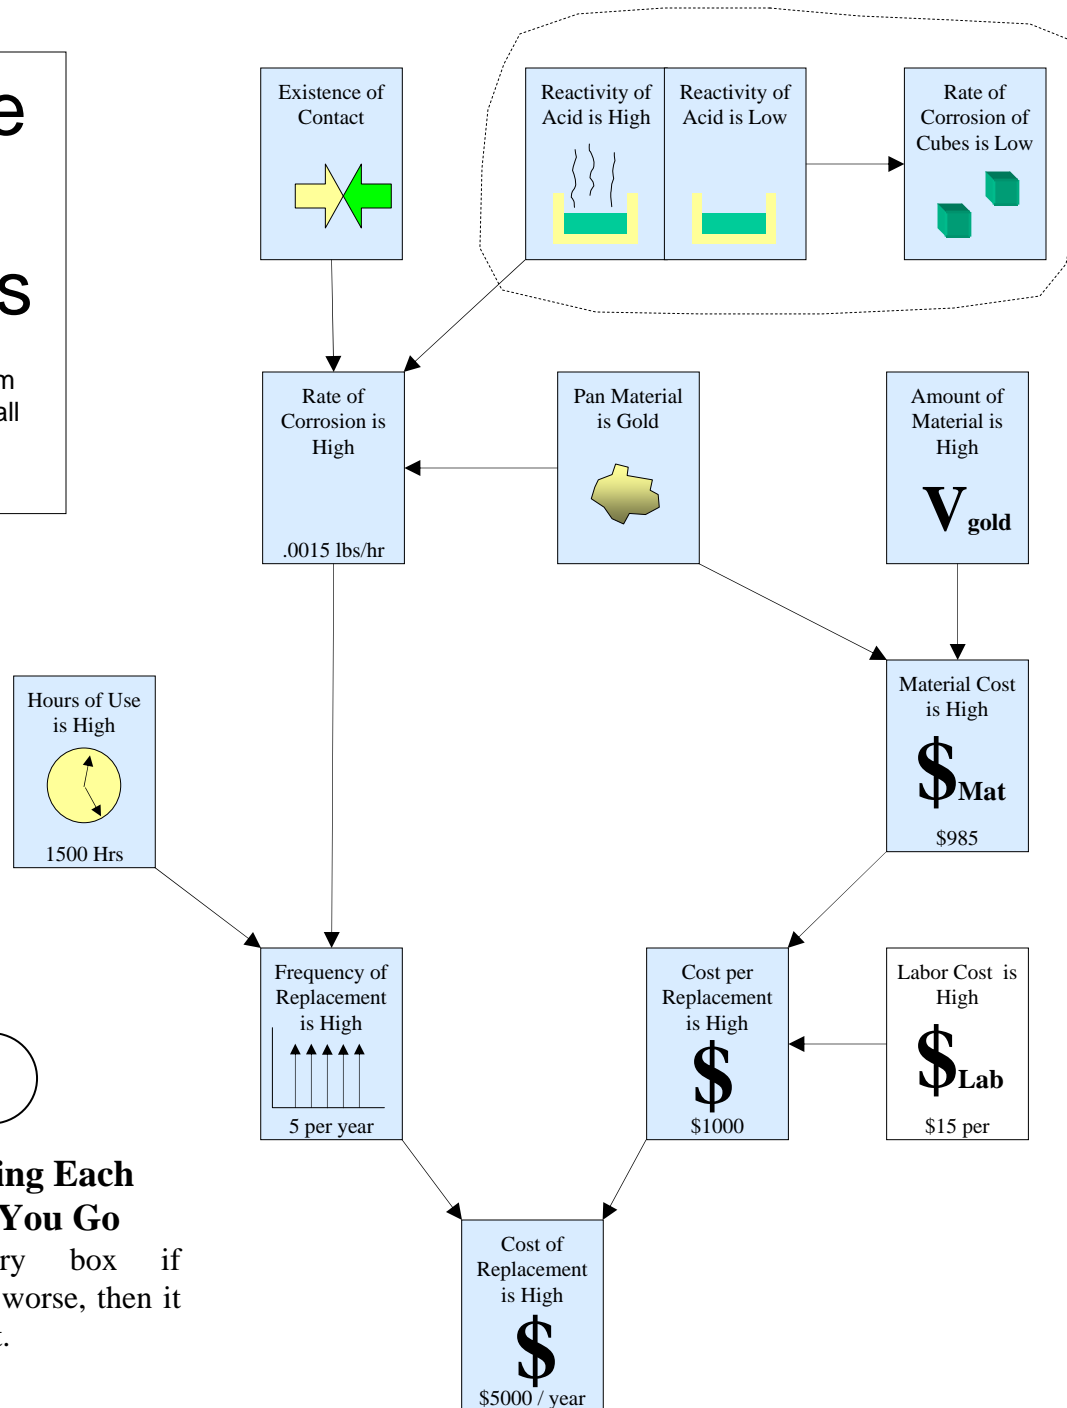 e
s
m
all
Existence of
Contact
Reactivity of
Acid is High
Reactivity of
Acid is Low
Rate of
Corrosion of
Cubes is Low
Rate of
Corrosion is
High
.0015 lbs/hr
Pan Material
is Gold
Amount of
Material is
High
V gold
Hours of Use
is High
1500 Hrs
Material Cost
is High
$Mat
$985
Frequency of
Replacement
is High
5 per year
Cost per
Replacement
is High
$
$1000
Labor Cost is
High
$Lab
$15 per
ing Each
You Go
ry box if
worse, then it
t.
Cost of
Replacement
is High
$
$5000 / year